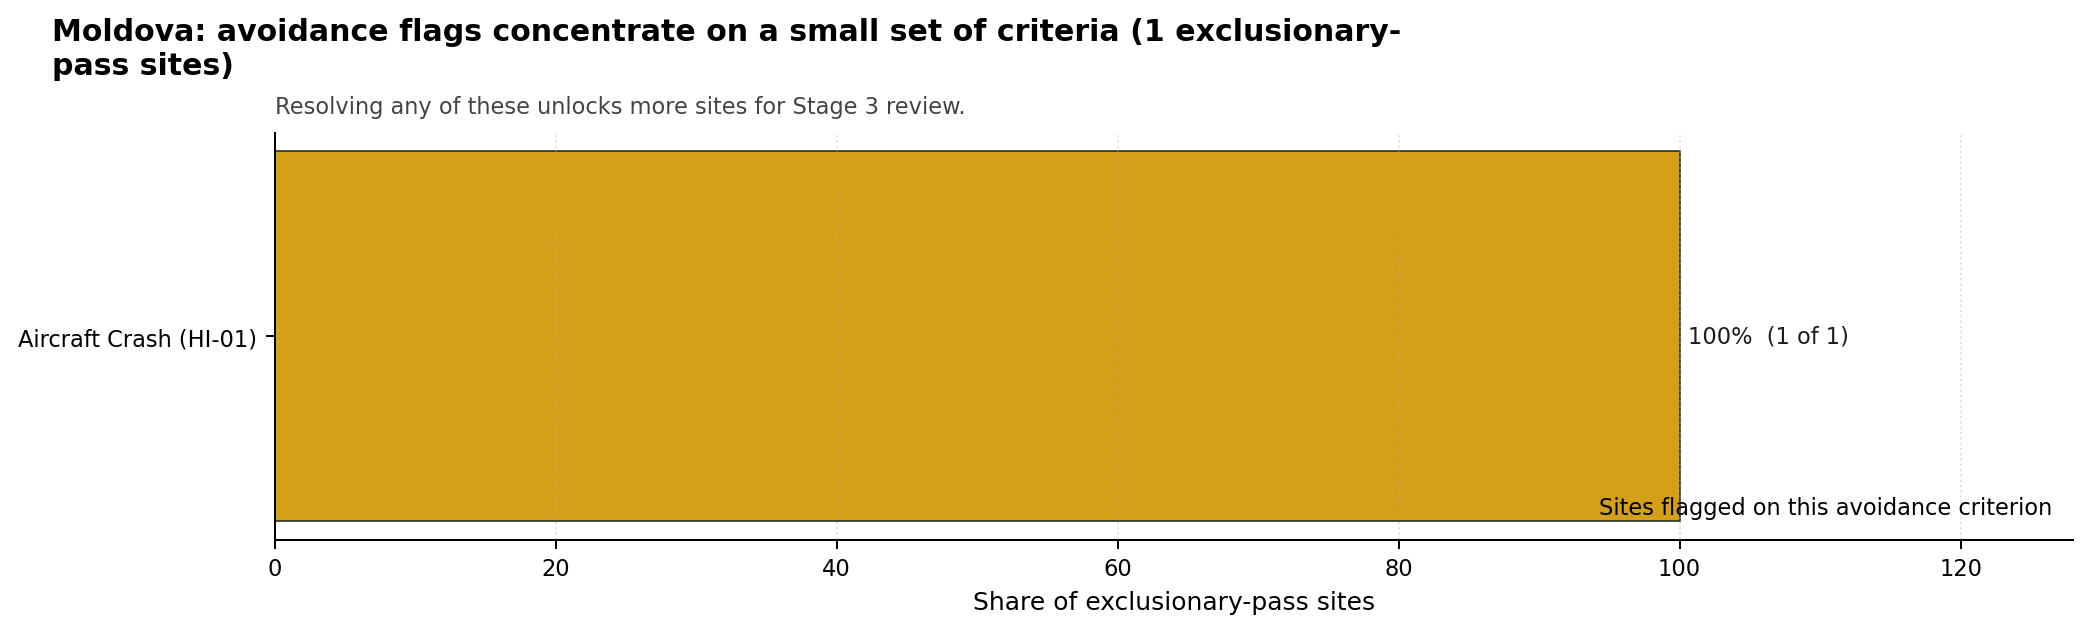 Moldova: avoidance flags concentrate on a small set of criteria (1 exclusionary-
pass sites)
Resolving any of these unlocks more sites for Stage 3 review.
Aircraft Crash (HI-01)
100%  (1 of 1)
Sites flagged on this avoidance criterion
0 20 40 60 80 100 120
Share of exclusionary-pass sites